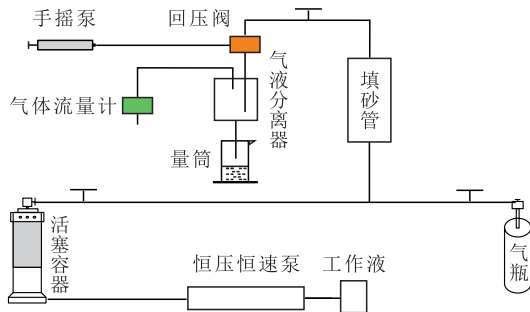 手摇泵
回压阀
气体流量计
气液分离器
量筒
填砂管
活塞容器
恒压恒速泵
工作液
气瓶